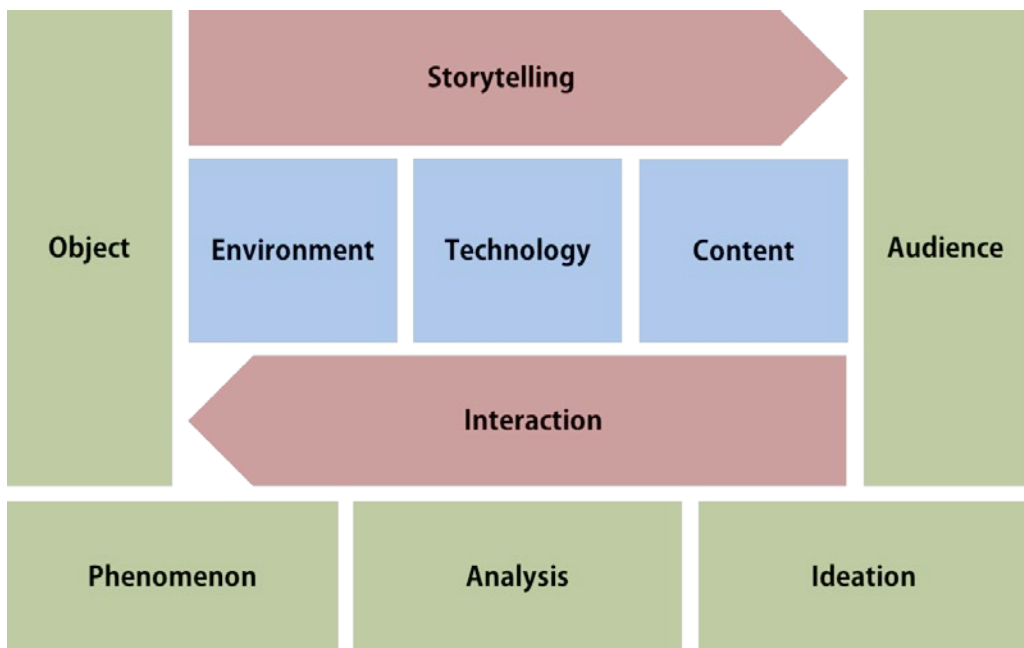 Storytelling
Object
Environment
Technology
Content
Audience
Interaction
Phenomenon
Analysis
Ideation